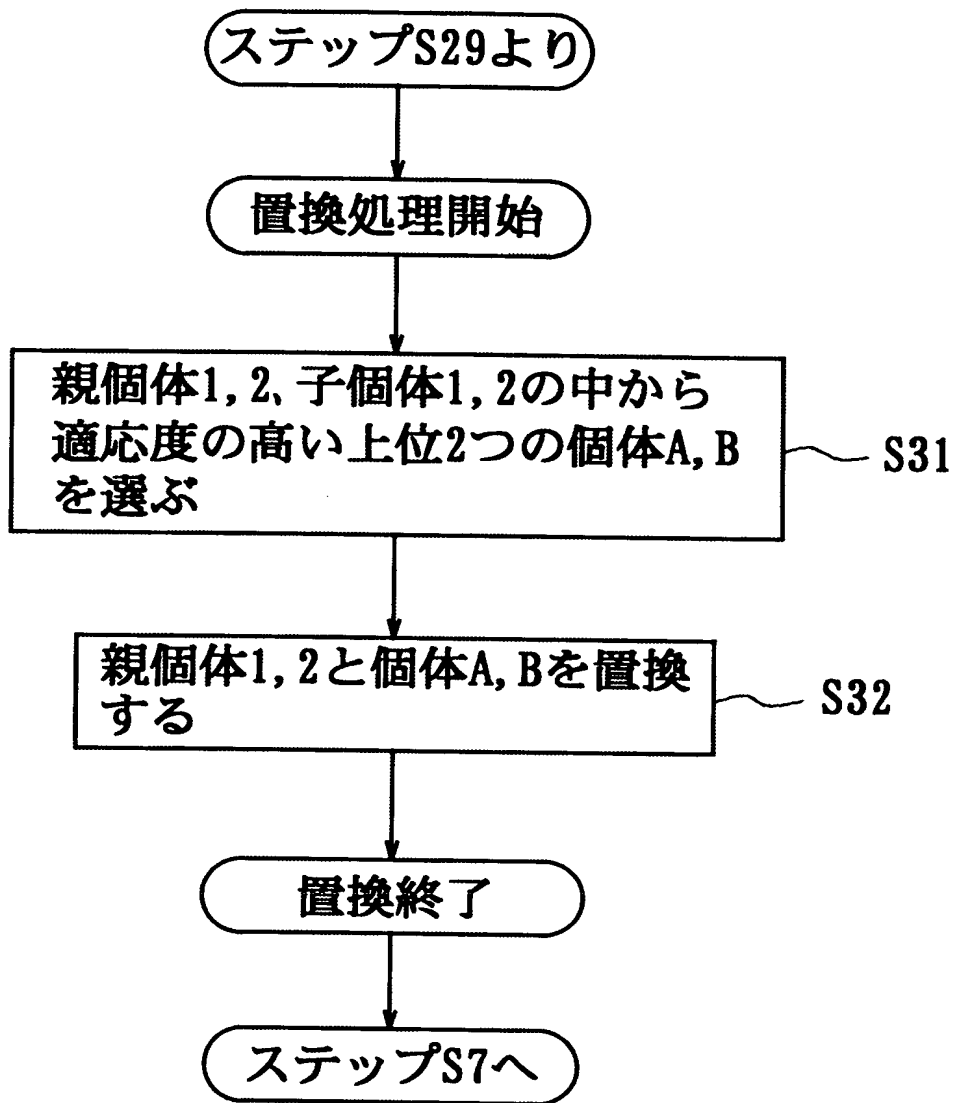 ステップS29より
置換処理開始
親個体1,2、子個体1,2の中から
適応度の高い上位2つの個体A,B
を選ぶ
S31
親個体1,2と個体A,Bを置換
する
S32
置換終了
ステップS7へ